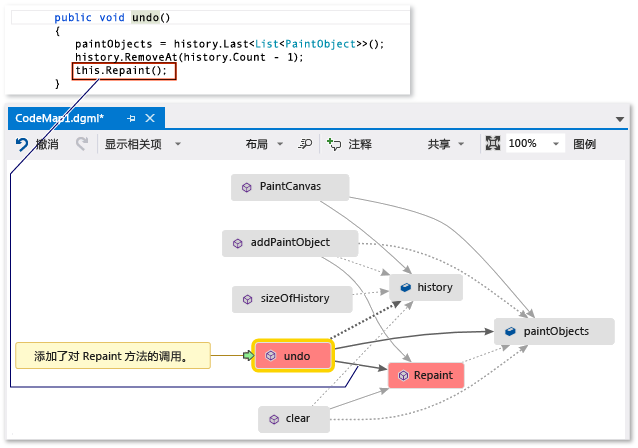 public void undo()
{
paintObjects = history.Last<List<PaintObject>>();
history.RemoveAt(history.Count - 1);
this.Repaint();
}
CodeMap1.dgml*
撤消
显示相关项
布局
注释
共享
100%
图例
PaintCanvas
addPaintObject
history
sizeOfHistory
paintObjects
添加了对 Repaint 方法的调用。
undo
Repaint
clear